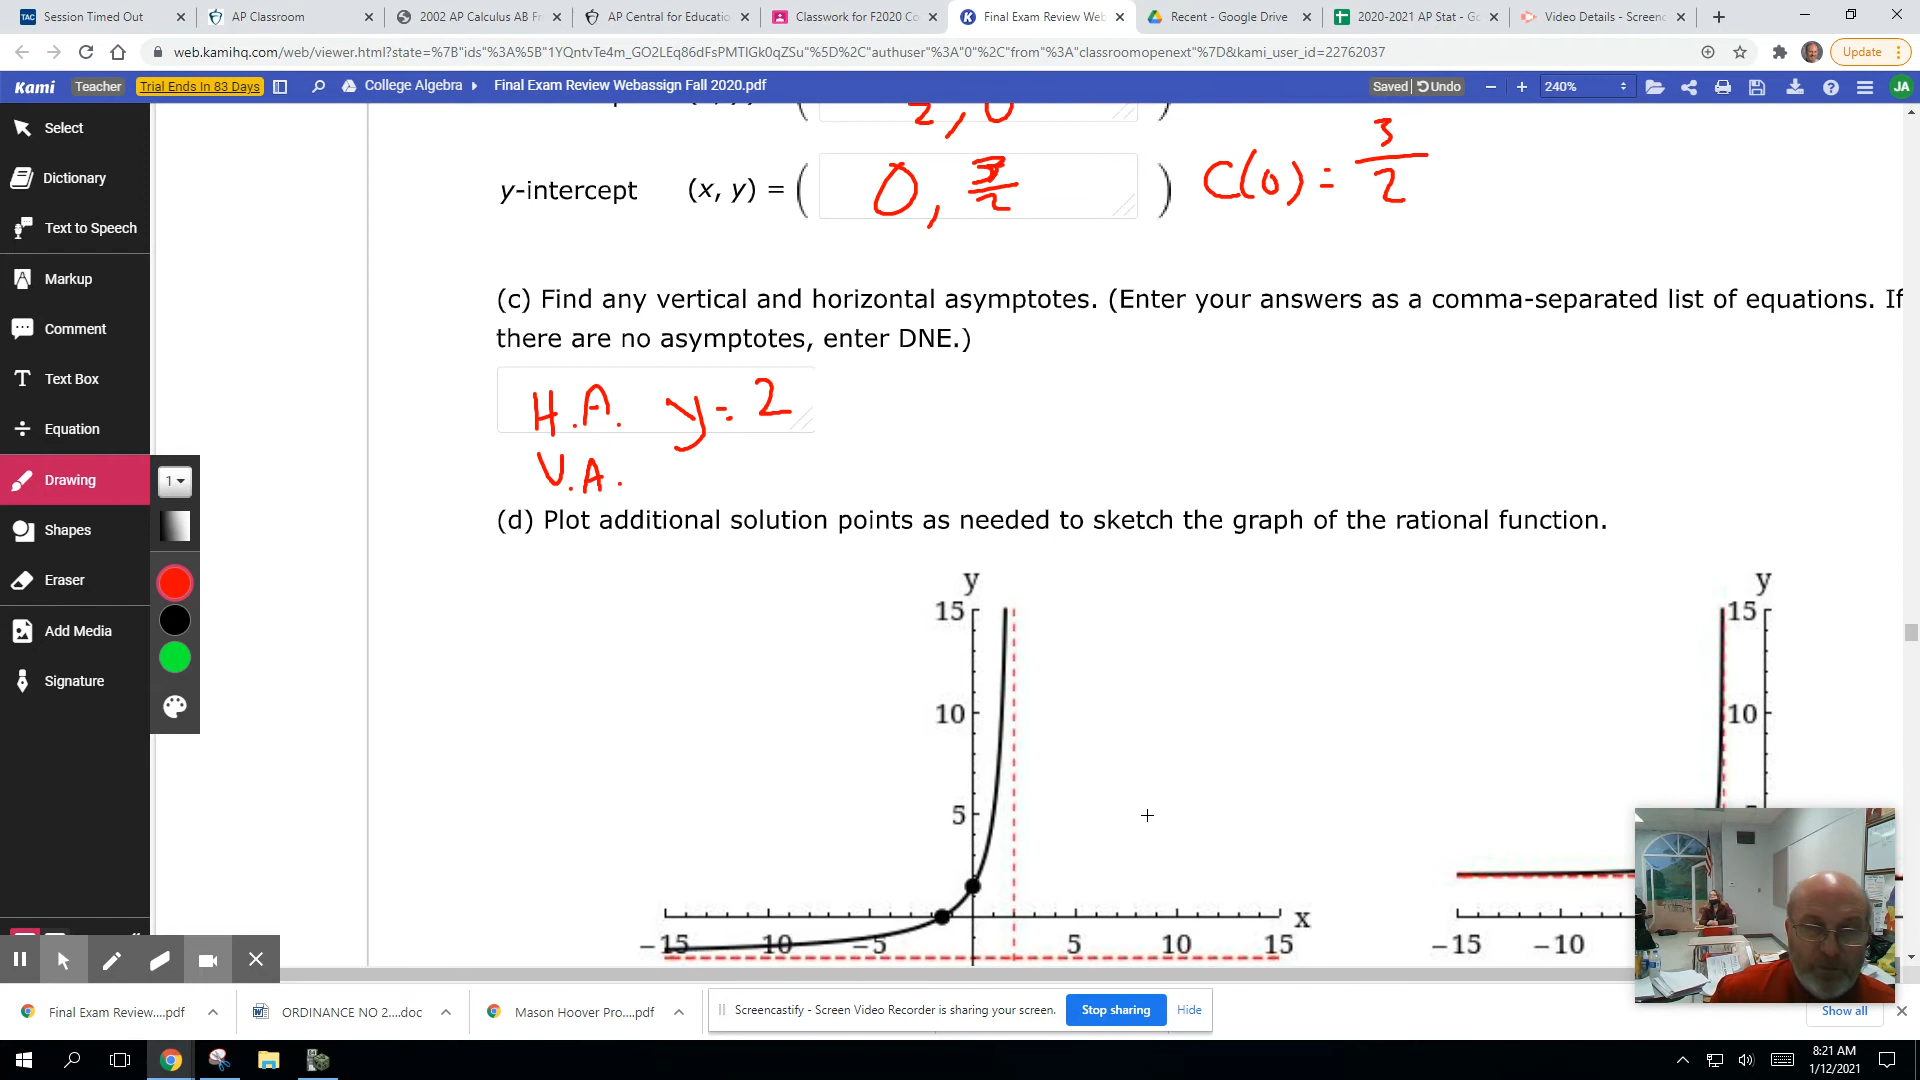 Session Timed Out
AP Classroom
2002 AP Calculus AB Fr
AP Central for Educatio
Classwork for F2020 Co
Final Exam Review Web
Recent - Google Drive
2020-2021 AP Stat - Go
Video Details - Screenc
web.kamihq.com/web/viewer.html?state=%7B"ids"%3A%5B"1YQntvTe4m_GO2LEq86dFsPMTIGk0qZSu"%5D%2C"authuser"%3A"0"%2C"from"%3A"classroomopenext"%7D&kami_user_id=22762037
Update
Kami Teacher Trial Ends In 83 Days College Algebra Final Exam Review Webassign Fall 2020.pdf Saved Undo 240% JA
Select
Dictionary
Text to Speech
Markup
Comment
Text Box
Equation
Drawing
Shapes
Eraser
Add Media
Signature
1
2, 0
y-intercept (x, y) = ( 0, 3/2 ) C(0) = 3/2
(c) Find any vertical and horizontal asymptotes. (Enter your answers as a comma-separated list of equations. If
there are no asymptotes, enter DNE.)
H.A. y = 2
V.A.
(d) Plot additional solution points as needed to sketch the graph of the rational function.
y
15
10
5
−15 −10 −5 5 10 15 x
y
15
10
−15 −10
Final Exam Review....pdf
ORDINANCE NO 2....doc
Mason Hoover Pro....pdf
Screencastify - Screen Video Recorder is sharing your screen.
Stop sharing
Hide
Show all
8:21 AM
1/12/2021